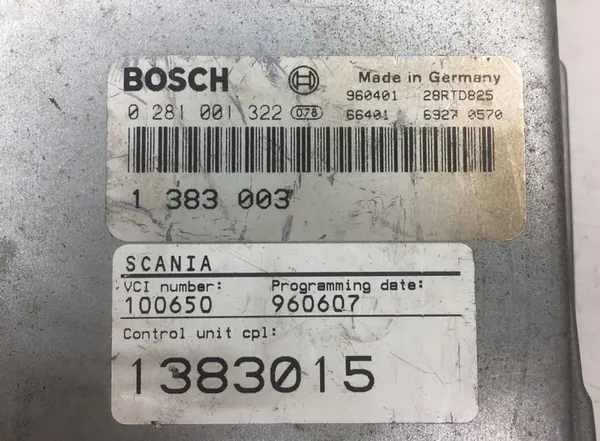 BOSCH Made in Germany
960401 28RTD825
0 281 001 322 078 66401 6927 0570
1 383 003
SCANIA
VCI number: Programming date:
100650 960607
Control unit cpl:
1383015